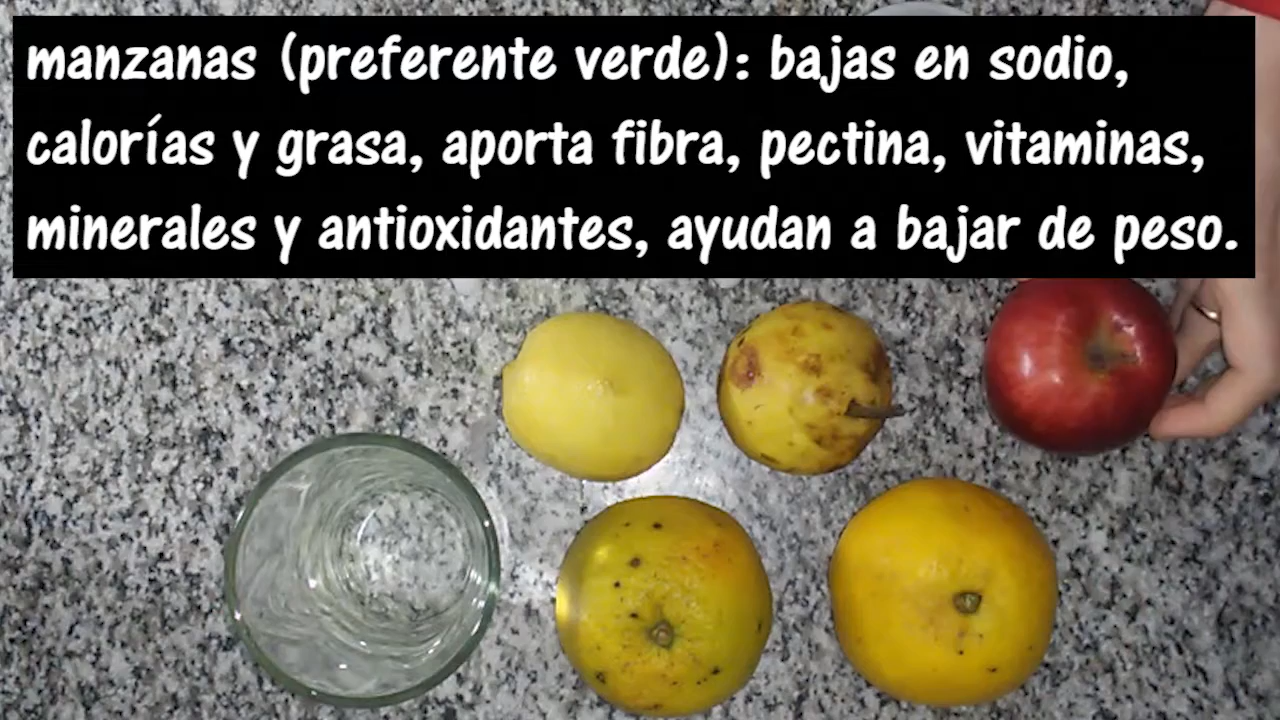 manzanas (preferente verde): bajas en sodio,
calorías y grasa, aporta fibra, pectina, vitaminas,
minerales y antioxidantes, ayudan a bajar de peso.